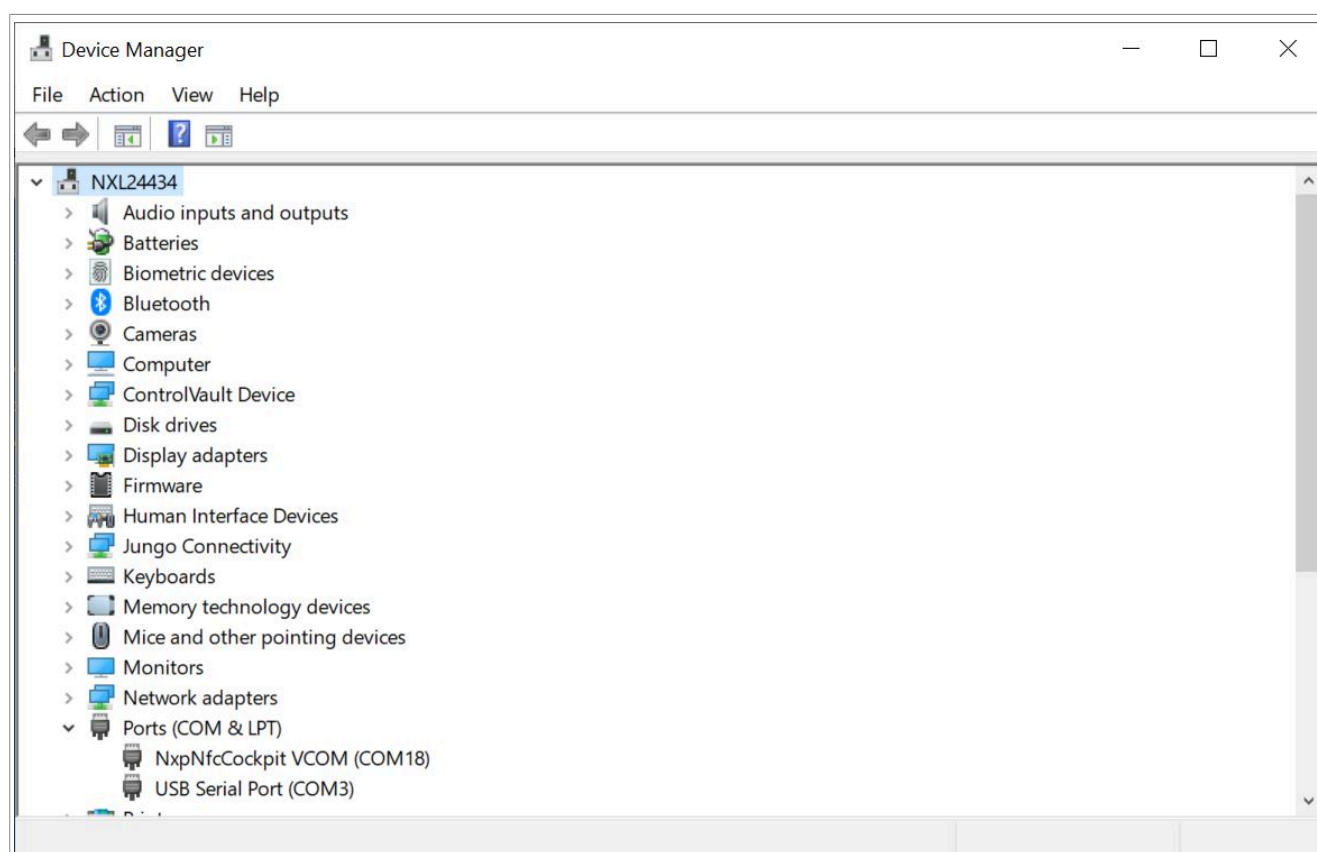 Device Manager
File Action View Help
NXL24434
Audio inputs and outputs
Batteries
Biometric devices
Bluetooth
Cameras
Computer
ControlVault Device
Disk drives
Display adapters
Firmware
Human Interface Devices
Jungo Connectivity
Keyboards
Memory technology devices
Mice and other pointing devices
Monitors
Network adapters
Ports (COM & LPT)
NxpNfcCockpit VCOM (COM18)
USB Serial Port (COM3)